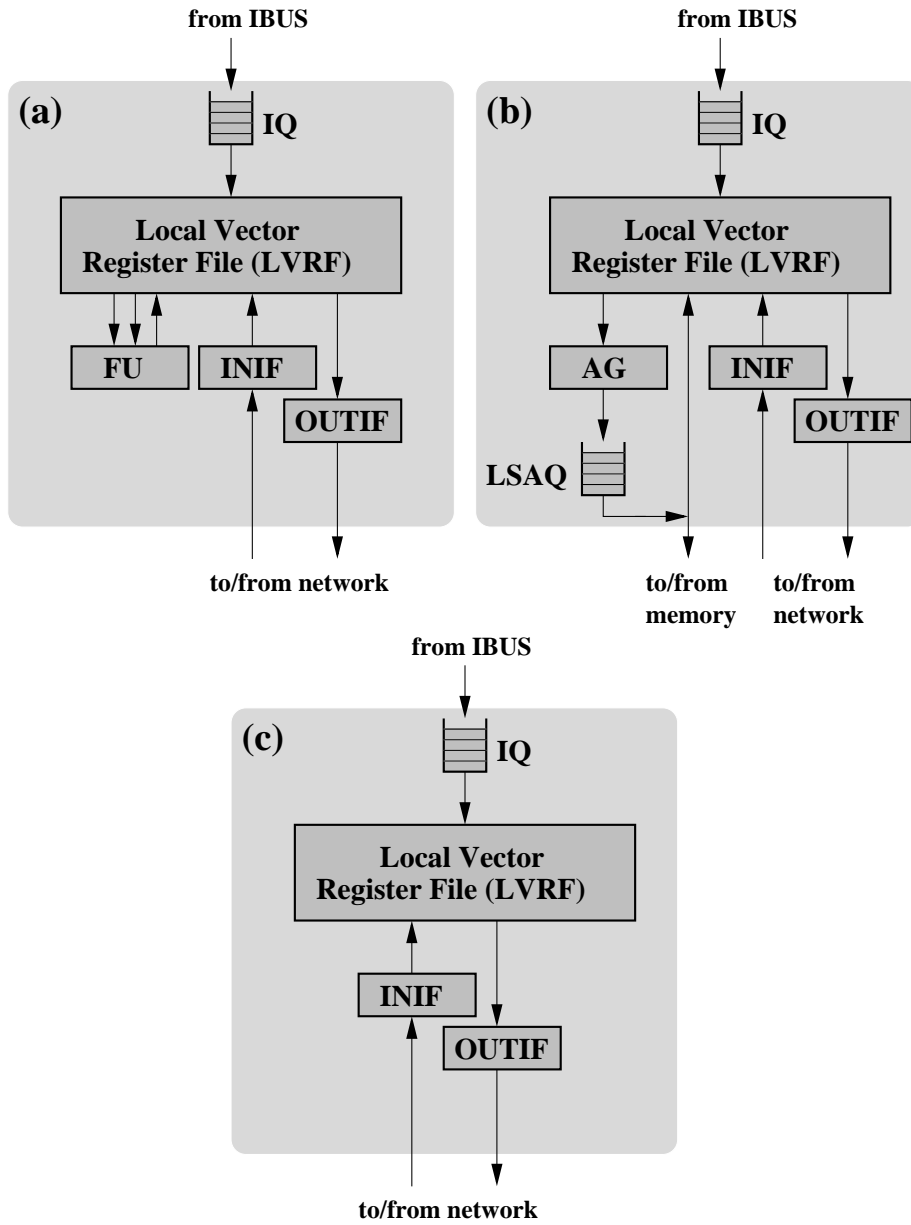 from IBUS
(a)
IQ
Local Vector
Register File (LVRF)
FU
INIF
OUTIF
to/from network
from IBUS
(b)
IQ
Local Vector
Register File (LVRF)
AG
INIF
OUTIF
LSAQ
to/from
memory
to/from
network
from IBUS
(c)
IQ
Local Vector
Register File (LVRF)
INIF
OUTIF
to/from network